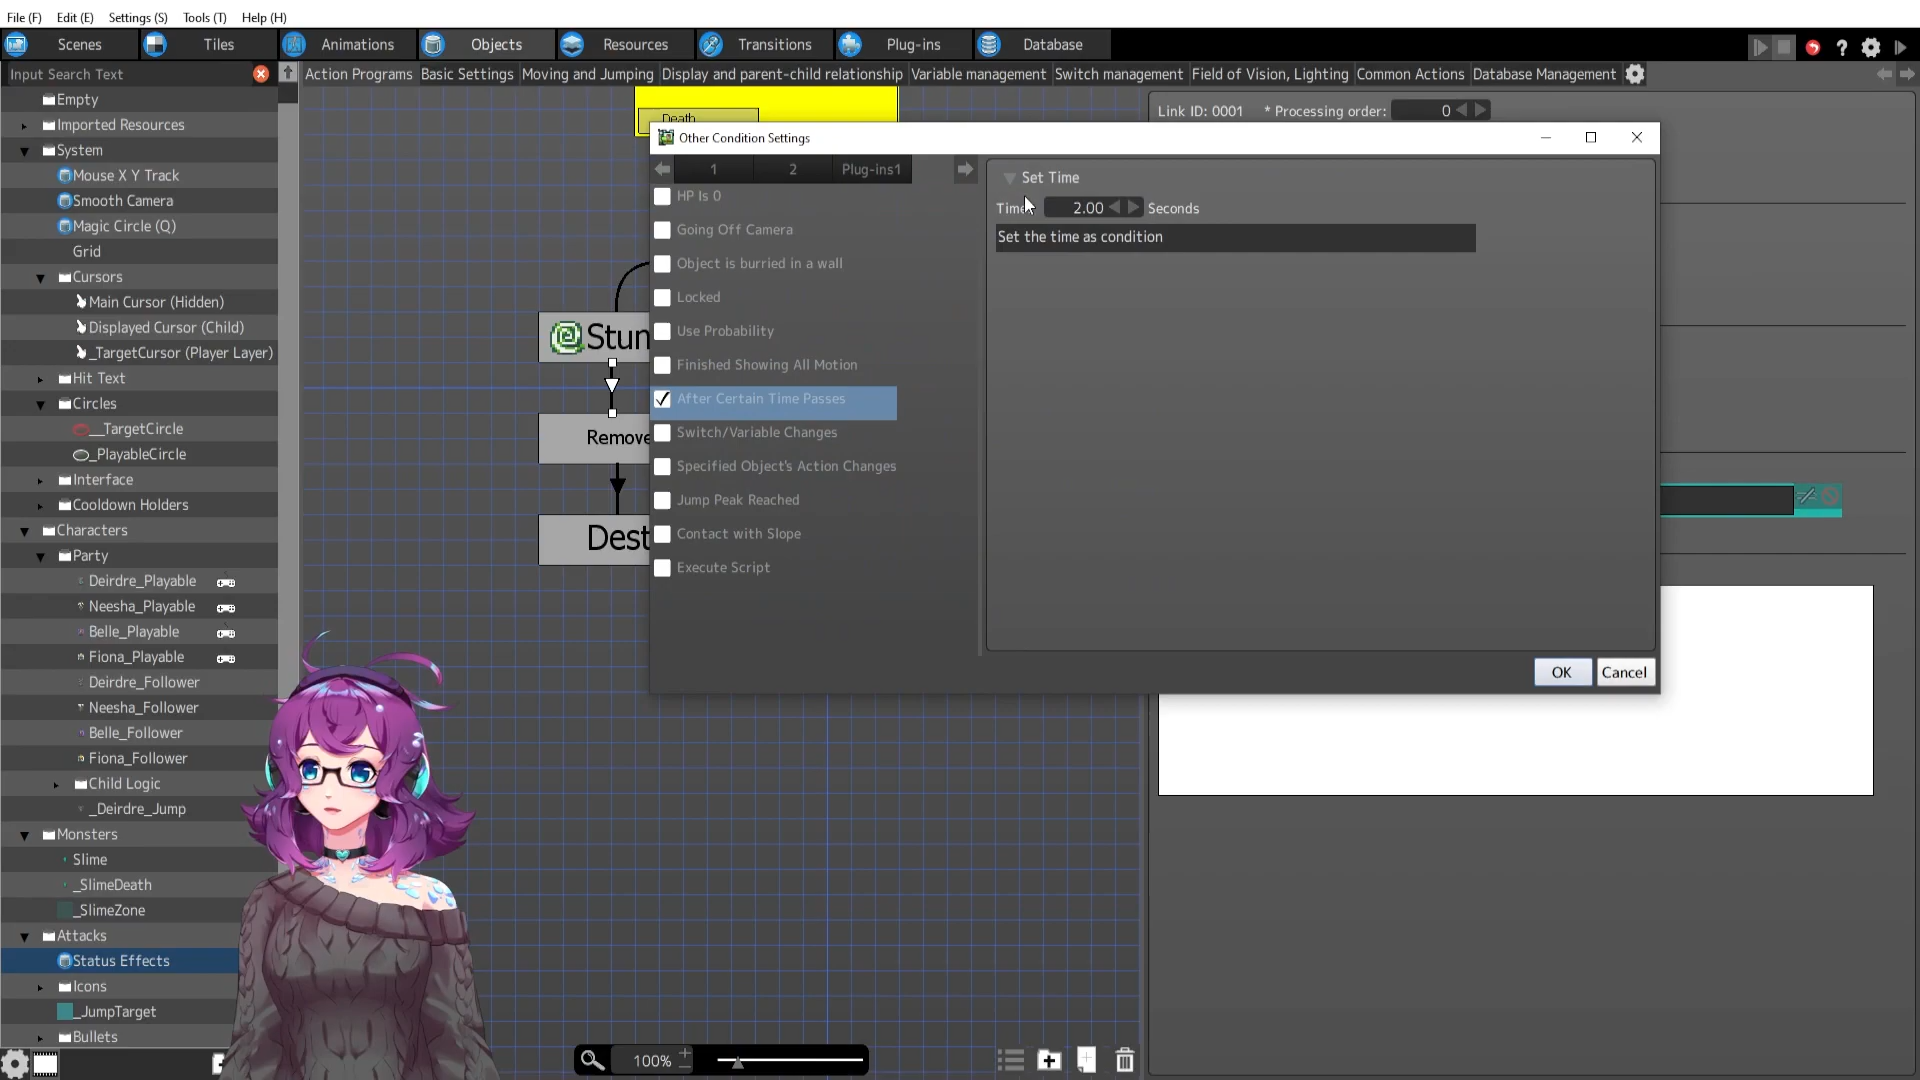 File (F) Edit (E) Settings (S) Tools (T) Help (H)
Scenes Tiles Animations Objects Resources Transitions Plug-ins Database
Input Search Text
Action Programs Basic Settings Moving and Jumping Display and parent-child relationship Variable management Switch management Field of Vision, Lighting Common Actions Database Management
Empty
Imported Resources
System
Mouse X Y Track
Smooth Camera
Magic Circle (Q)
Grid
Cursors
Main Cursor (Hidden)
Displayed Cursor (Child)
_TargetCursor (Player Layer)
Hit Text
Circles
__TargetCircle
_PlayableCircle
Interface
Cooldown Holders
Characters
Party
Deirdre_Playable
Neesha_Playable
Belle_Playable
Fiona_Playable
Deirdre_Follower
Neesha_Follower
Belle_Follower
Fiona_Follower
Child Logic
_Deirdre_Jump
Monsters
Slime
_SlimeDeath
_SlimeZone
Attacks
Status Effects
Icons
_JumpTarget
Bullets
Death
Stun
Remove
Dest
100%
Link ID: 0001 * Processing order: 0
Other Condition Settings
1 2 Plug-ins1
HP Is 0
Going Off Camera
Object is burried in a wall
Locked
Use Probability
Finished Showing All Motion
After Certain Time Passes
Switch/Variable Changes
Specified Object's Action Changes
Jump Peak Reached
Contact with Slope
Execute Script
Set Time
Time 2.00 Seconds
Set the time as condition
OK Cancel